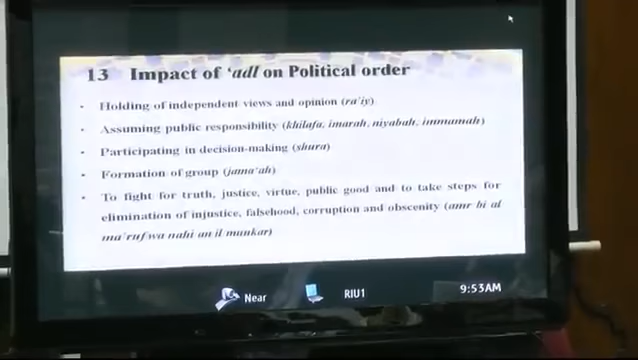 13 Impact of ‘adl on Political order
• Holding of independent views and opinion (ra’iy)
• Assuming public responsibility (khilafa, imarah, niyabah, immamah)
• Participating in decision-making (shura)
• Formation of group (jama’ah)
• To fight for truth, justice, virtue, public good and to take steps for
elimination of injustice, falsehood, corruption and obscenity (amr bi al
ma’ruf wa nahi an il munkar)
Near RIU1 9:53AM